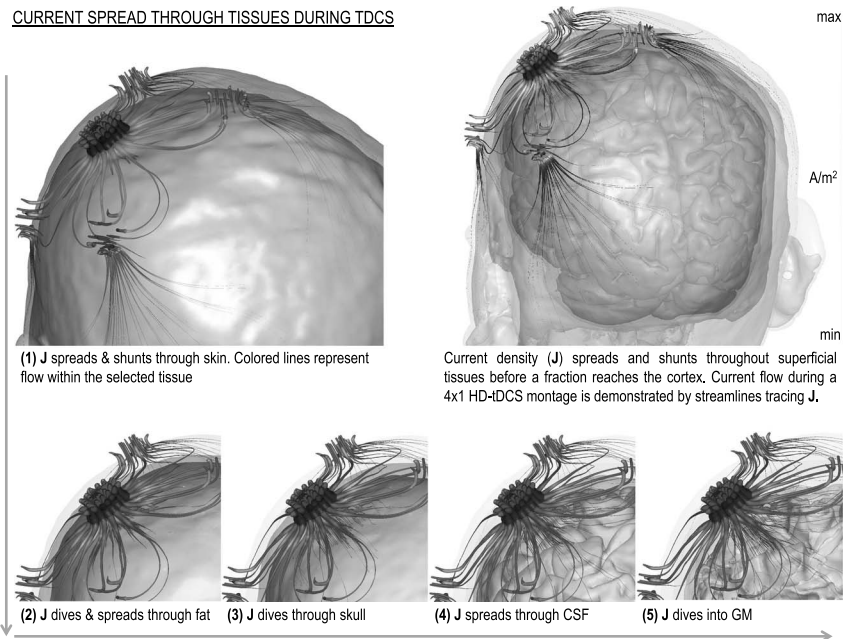 CURRENT SPREAD THROUGH TISSUES DURING TDCS
max
A/m²
min
(1) J spreads & shunts through skin. Colored lines represent
flow within the selected tissue
Current density (J) spreads and shunts throughout superficial
tissues before a fraction reaches the cortex. Current flow during a
4x1 HD-tDCS montage is demonstrated by streamlines tracing J.
(2) J dives & spreads through fat
(3) J dives through skull
(4) J spreads through CSF
(5) J dives into GM